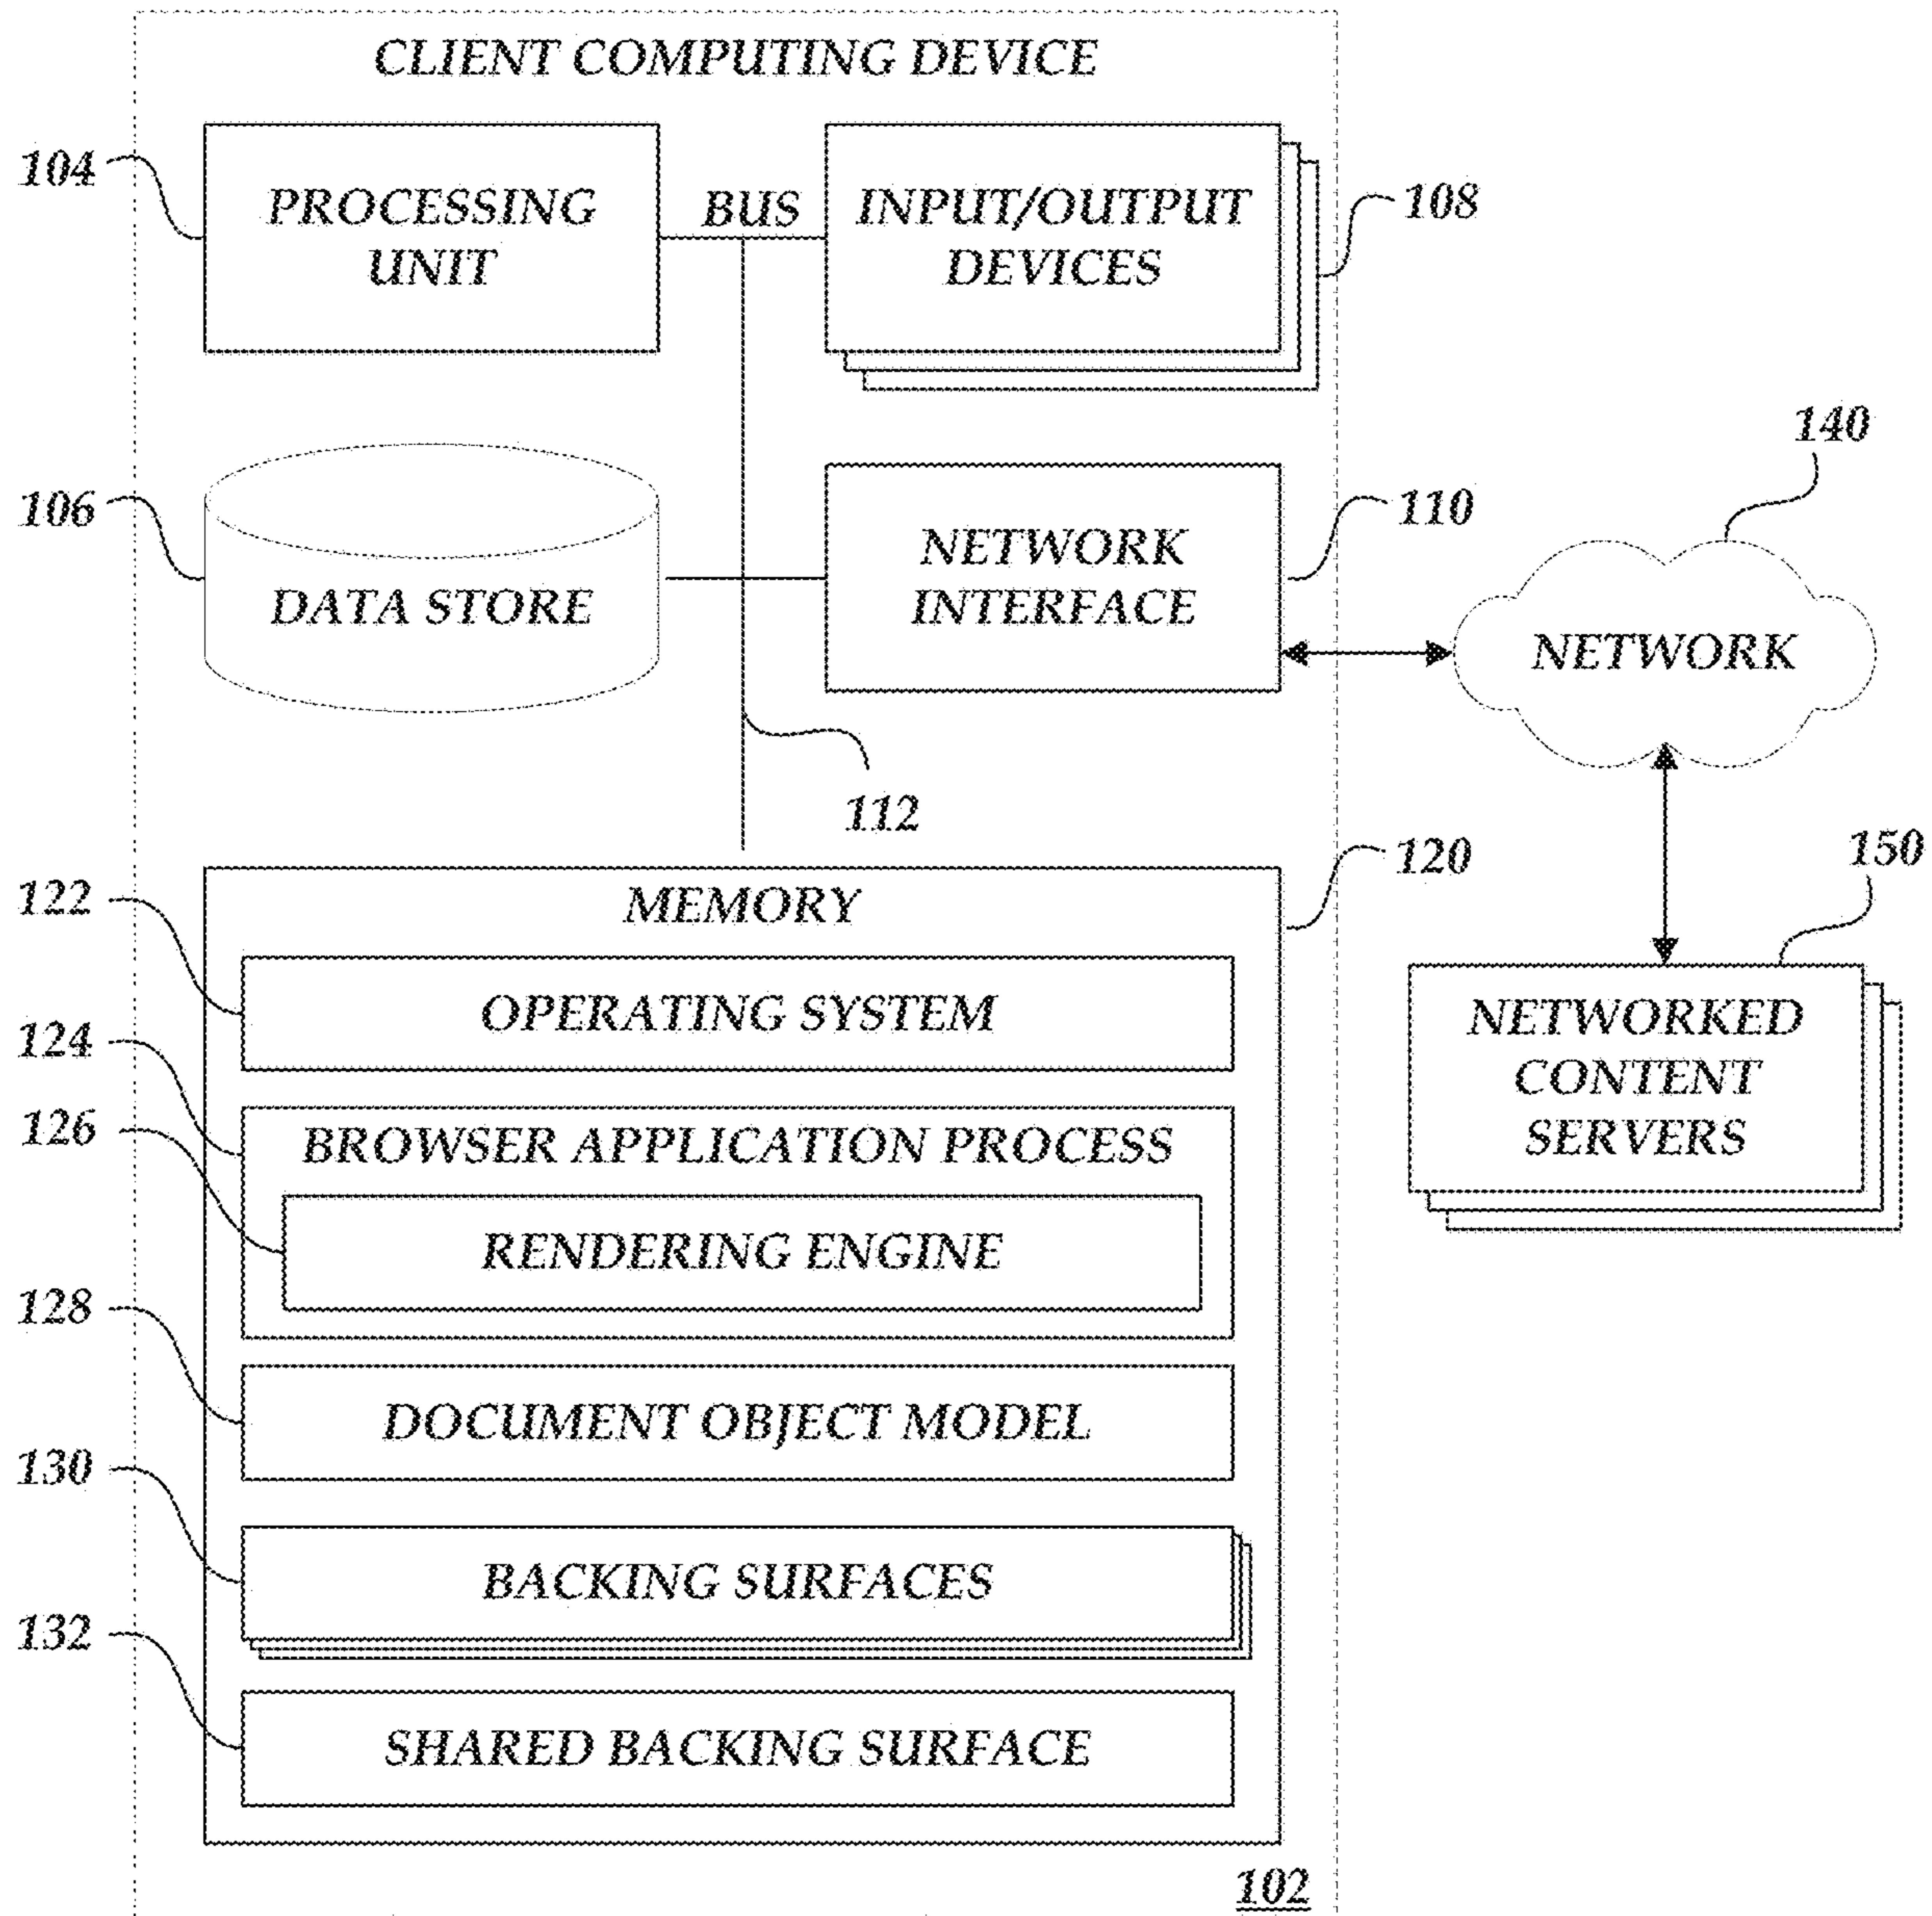 CLIENT COMPUTING DEVICE
104
PROCESSING
UNIT
BUS
INPUT/OUTPUT
DEVICES
108
106
DATA STORE
NETWORK
INTERFACE
110
140
NETWORK
112
120
150
MEMORY
122
OPERATING SYSTEM
NETWORKED
CONTENT
SERVERS
124
BROWSER APPLICATION PROCESS
126
RENDERING ENGINE
128
DOCUMENT OBJECT MODEL
130
BACKING SURFACES
132
SHARED BACKING SURFACE
102